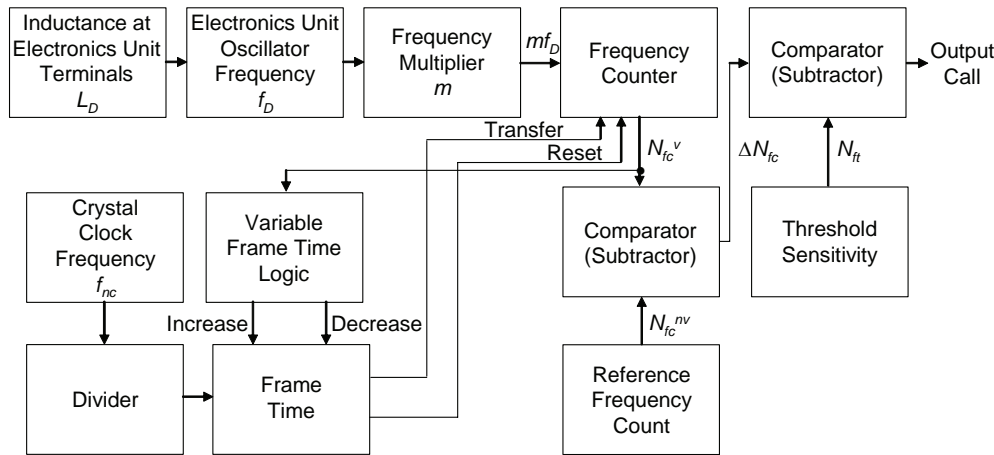 Inductance at
Electronics Unit
Terminals
L_D
Electronics Unit
Oscillator
Frequency
f_D
Frequency
Multiplier
m
mf_D
Frequency
Counter
Comparator
(Subtractor)
Output
Call
Transfer
Reset
N_fc^v
ΔN_fc
N_ft
Crystal
Clock
Frequency
f_nc
Variable
Frame Time
Logic
Comparator
(Subtractor)
Threshold
Sensitivity
Increase
Decrease
N_fc^nv
Divider
Frame
Time
Reference
Frequency
Count